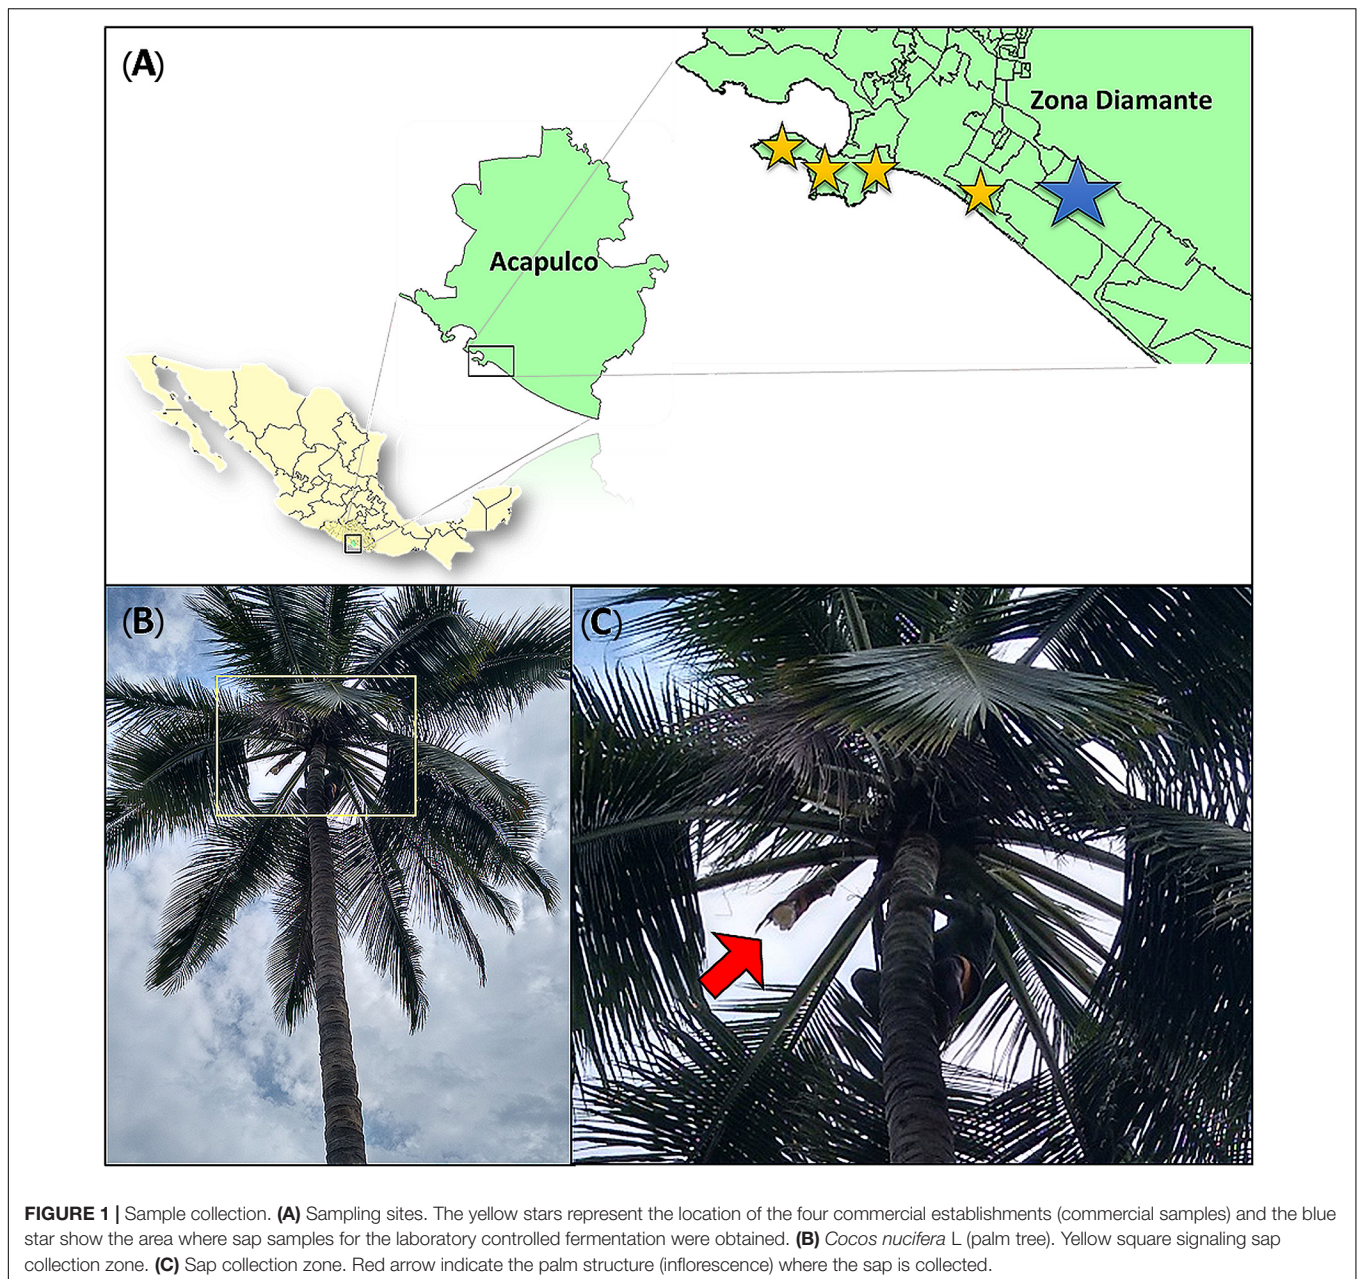 (A)
Zona Diamante
Acapulco
(B)
(C)
FIGURE 1 | Sample collection. (A) Sampling sites. The yellow stars represent the location of the four commercial establishments (commercial samples) and the blue
star show the area where sap samples for the laboratory controlled fermentation were obtained. (B) Cocos nucifera L (palm tree). Yellow square signaling sap
collection zone. (C) Sap collection zone. Red arrow indicate the palm structure (inflorescence) where the sap is collected.